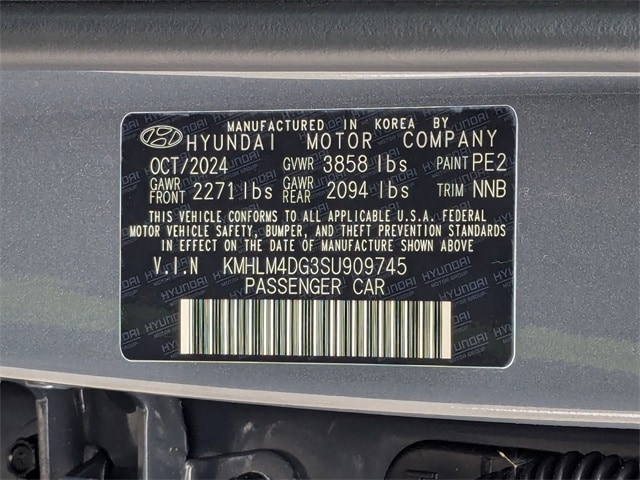 MANUFACTURED IN KOREA BY
HYUNDAI MOTOR COMPANY
OCT/2024 GVWR 3858 lbs PAINT PE2
GAWR FRONT 2271 lbs GAWR REAR 2094 lbs TRIM NNB
THIS VEHICLE CONFORMS TO ALL APPLICABLE U.S.A. FEDERAL
MOTOR VEHICLE SAFETY, BUMPER, AND THEFT PREVENTION STANDARDS
IN EFFECT ON THE DATE OF MANUFACTURE SHOWN ABOVE
V.I.N KMHLM4DG3SU909745
PASSENGER CAR